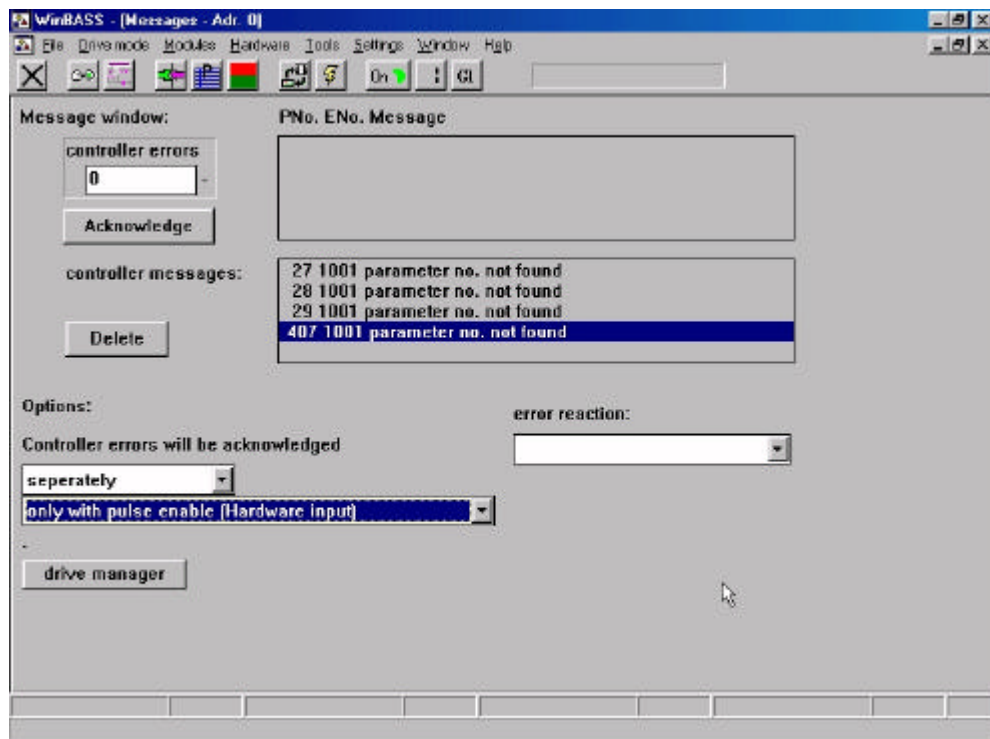 WinBASS - [Messages - Adr. 0]
File Drive mode Modules Hardware Tools Settings Window Help
On GL
Message window: PNo. ENo. Message
controller errors
0 -
Acknowledge
controller messages:
27 1001 parameter no. not found
28 1001 parameter no. not found
29 1001 parameter no. not found
407 1001 parameter no. not found
Delete
Options:
error reaction:
Controller errors will be acknowledged
seperately
only with pulse enable (Hardware input)
-
drive manager